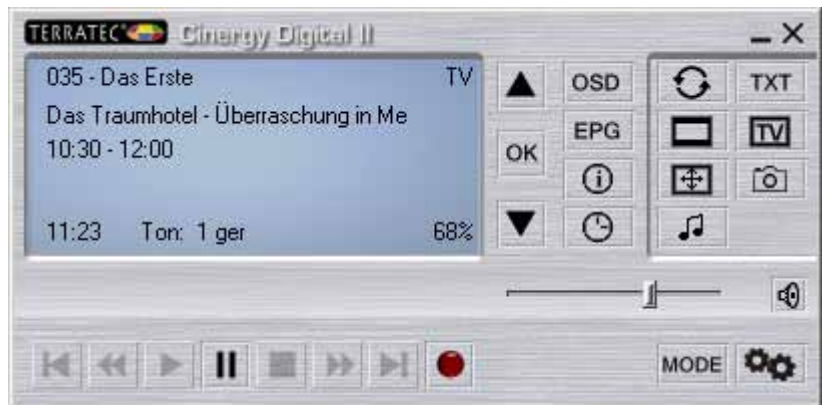 TERRATEC Cinergy Digital II
035 - Das Erste TV
Das Traumhotel - Überraschung in Me
10:30 - 12:00
11:23 Ton: 1 ger 68%
OK
OSD
EPG
TXT
TV
MODE